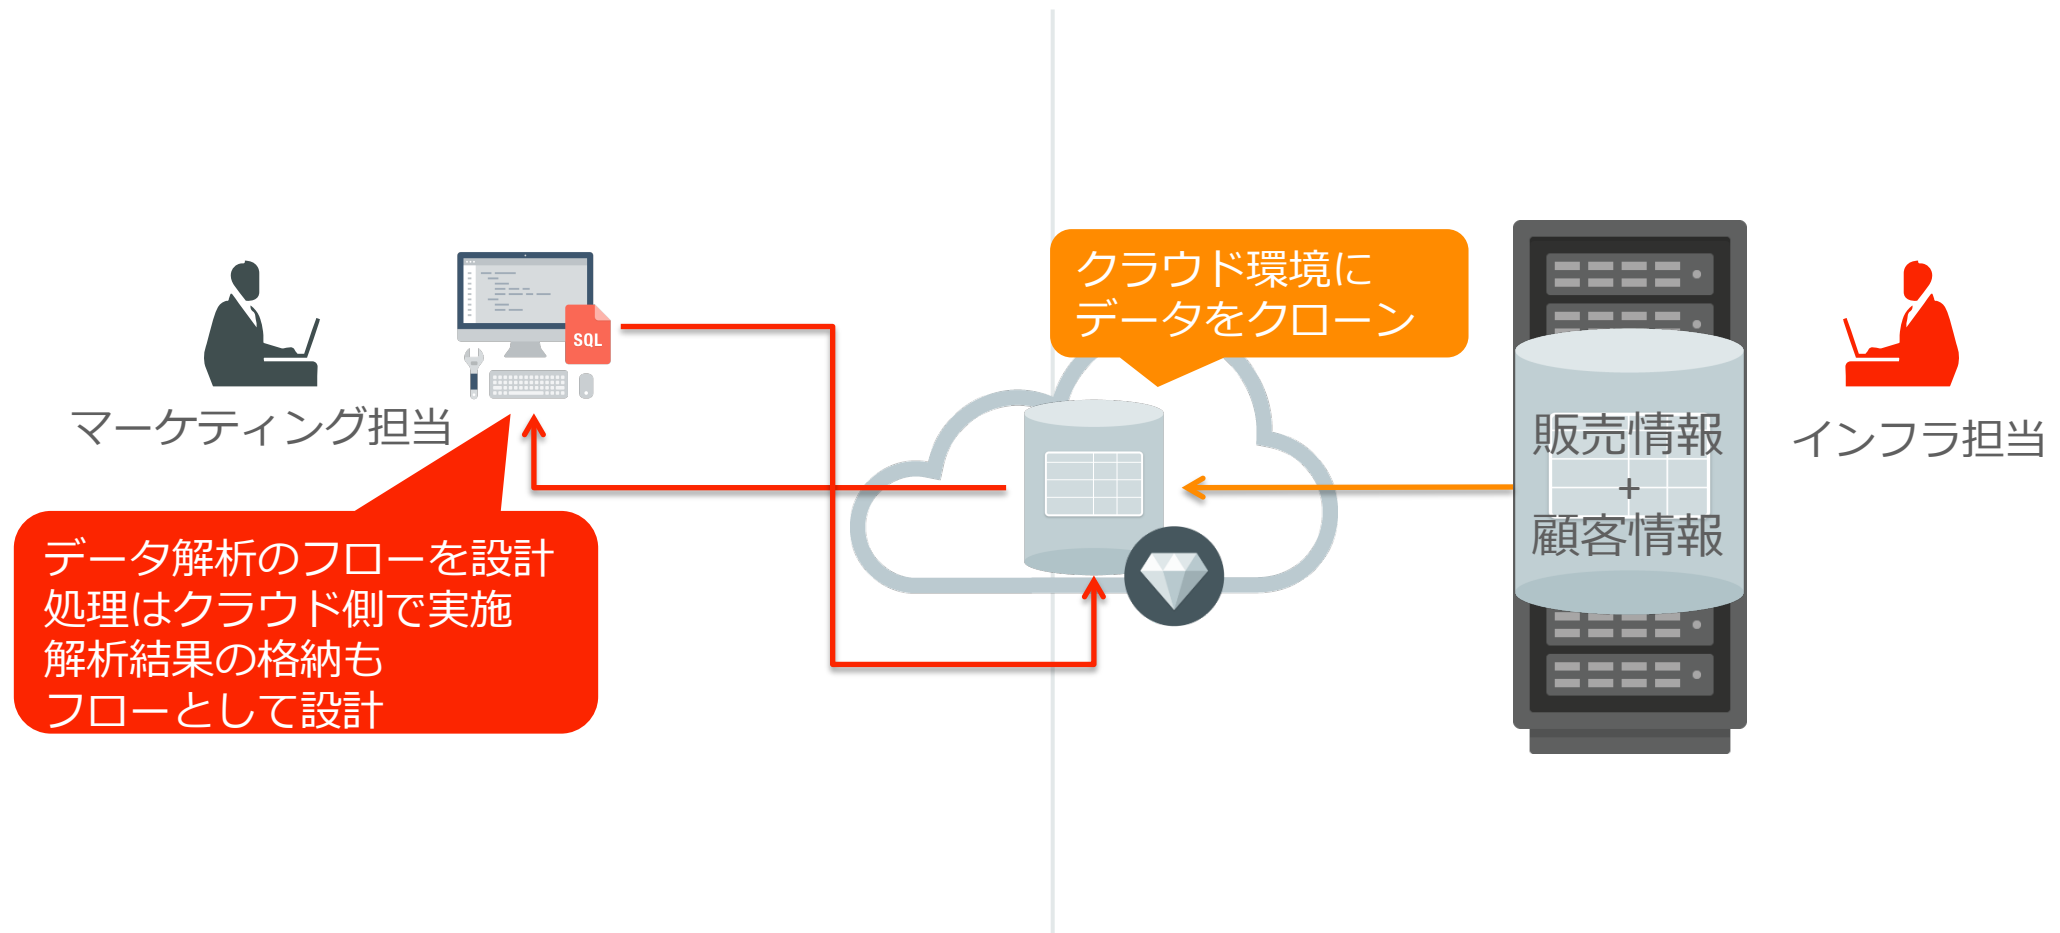 クラウド環境に
データをクローン
SQL
マーケティング担当
販売情報
+
顧客情報
インフラ担当
データ解析のフローを設計
処理はクラウド側で実施
解析結果の格納も
フローとして設計